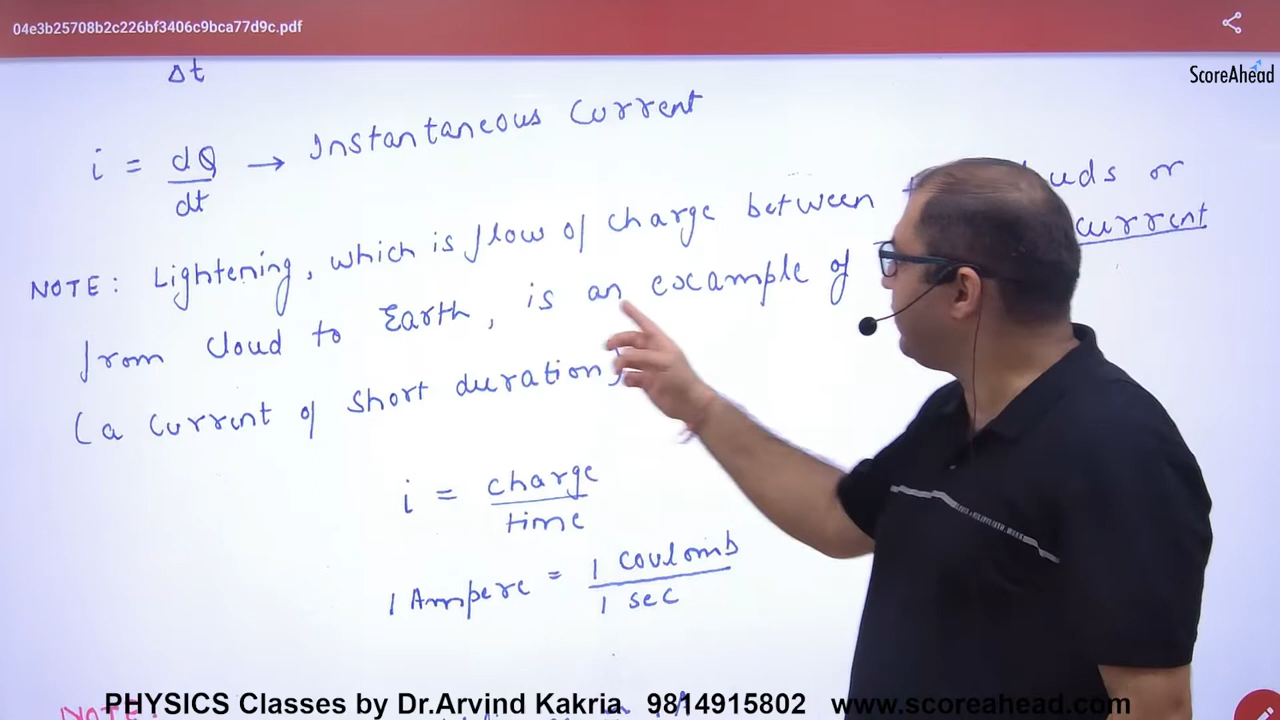 04e3b25708b2c226bf3406c9bca77d9c.pdf
ScoreAhead
Δt
i = dQ/dt → Instantaneous Current
NOTE: Lightening, which is flow of charge between or
from cloud to Earth, is an example of current
(a current of short duration)
i = charge/time
1 Ampere = 1 Coulomb/1 sec
NOTE:
PHYSICS Classes by Dr.Arvind Kakria 9814915802 www.scoreahead.com